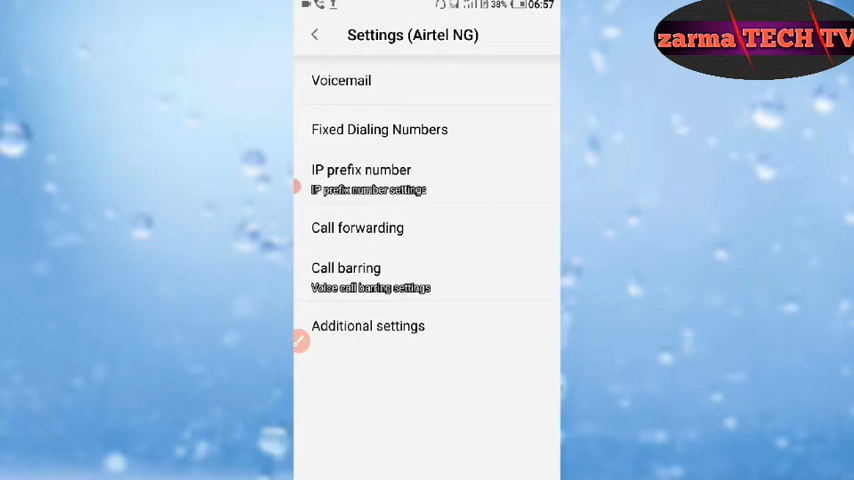 38% 06:57
zarma TECH TV
Settings (Airtel NG)
Voicemail
Fixed Dialing Numbers
IP prefix number
IP prefix number settings
Call forwarding
Call barring
Voice call barring settings
Additional settings